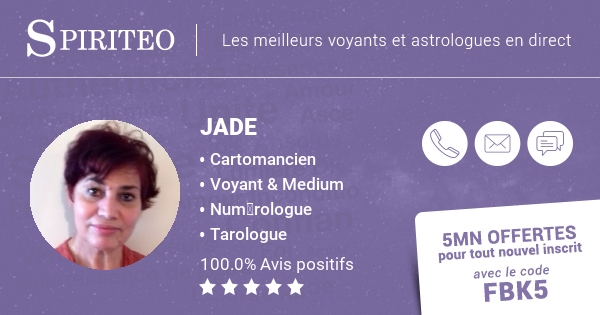 SPIRITEO
Les meilleurs voyants et astrologues en direct
JADE
• Cartomancien
• Voyant & Medium
• Num▯rologue
• Tarologue
100.0% Avis positifs
5MN OFFERTES
pour tout nouvel inscrit
avec le code
FBK5